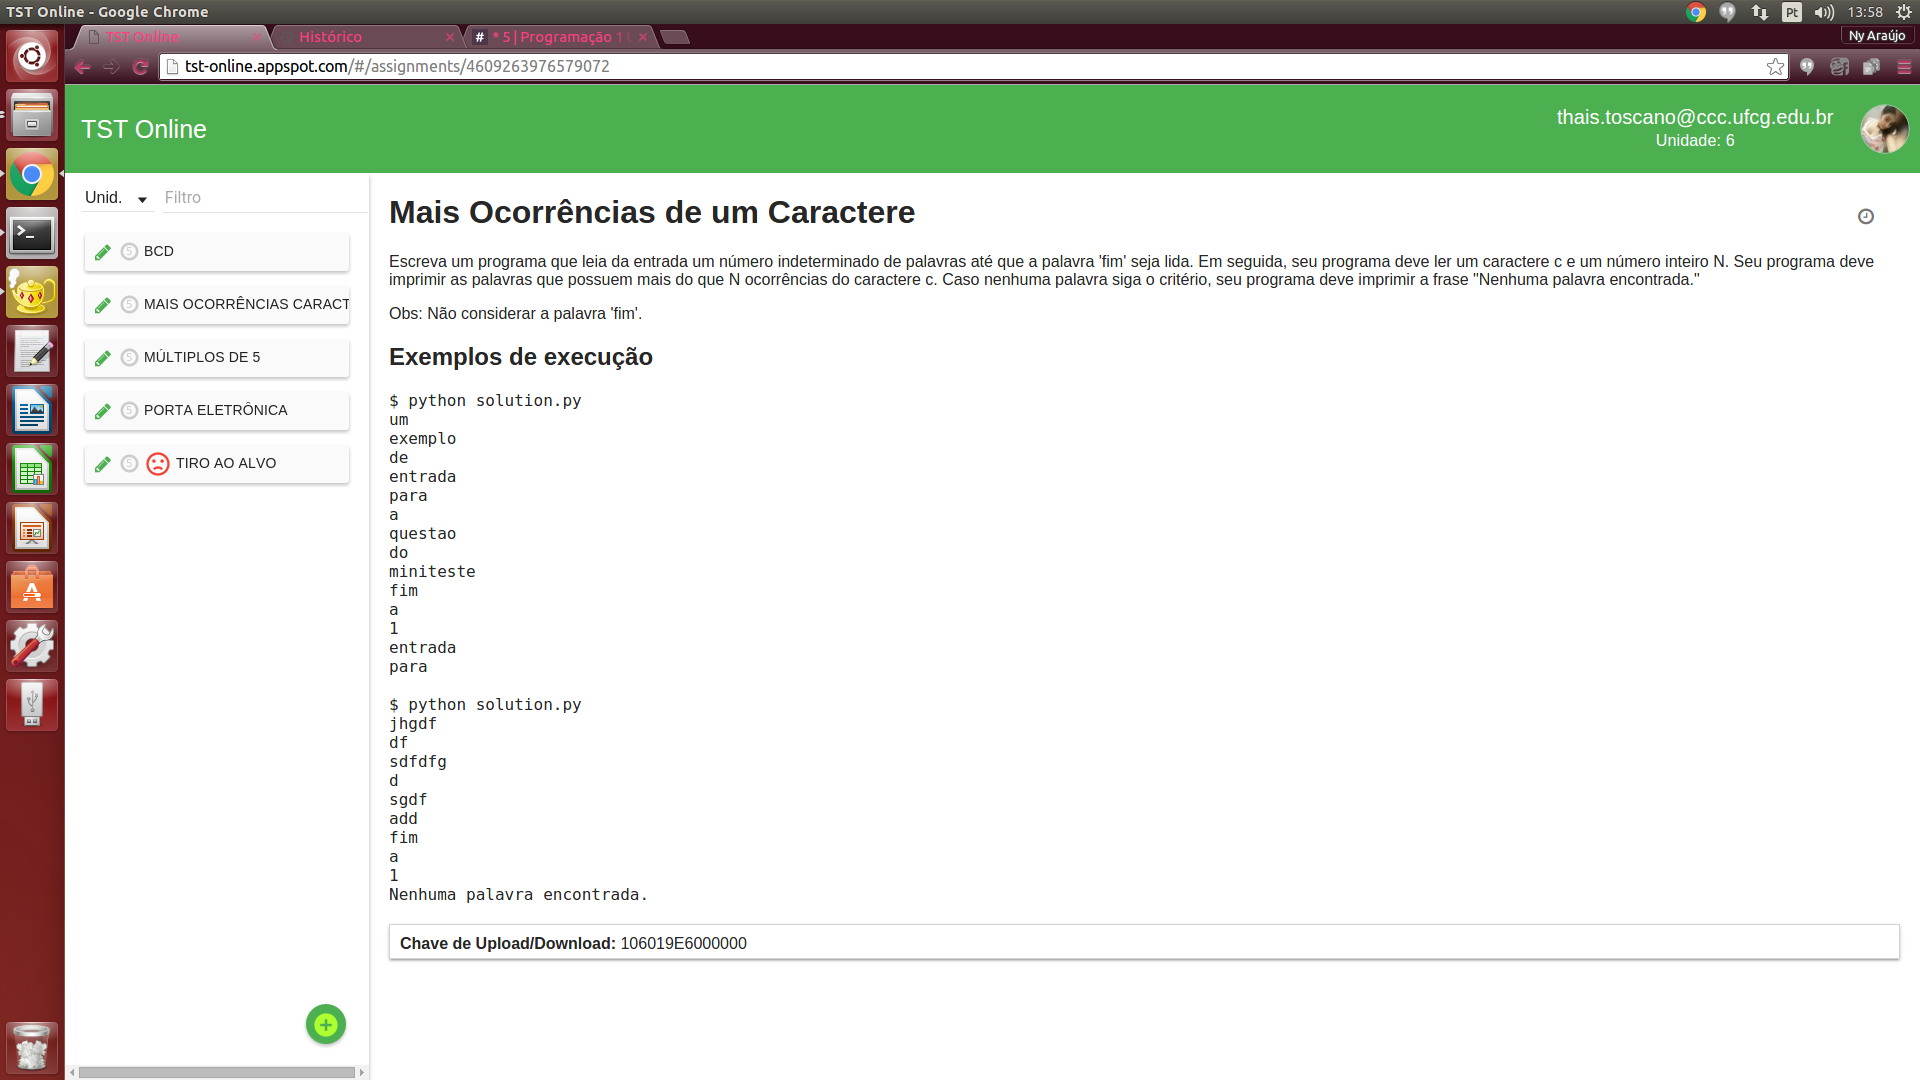 TST Online - Google Chrome
Pt
13:58
TST Online
Histórico
* 5 | Programação 1
Ny Araújo
tst-online.appspot.com/#/assignments/4609263976579072
TST Online
thais.toscano@ccc.ufcg.edu.br
Unidade: 6
Unid.
Filtro
5 BCD
5 MAIS OCORRÊNCIAS CARACT
5 MÚLTIPLOS DE 5
5 PORTA ELETRÔNICA
5 TIRO AO ALVO
Mais Ocorrências de um Caractere
Escreva um programa que leia da entrada um número indeterminado de palavras até que a palavra 'fim' seja lida. Em seguida, seu programa deve ler um caractere c e um número inteiro N. Seu programa deve
imprimir as palavras que possuem mais do que N ocorrências do caractere c. Caso nenhuma palavra siga o critério, seu programa deve imprimir a frase "Nenhuma palavra encontrada."
Obs: Não considerar a palavra 'fim'.
Exemplos de execução
$ python solution.py
um
exemplo
de
entrada
para
a
questao
do
miniteste
fim
a
1
entrada
para
$ python solution.py
jhgdf
df
sdfdfg
d
sgdf
add
fim
a
1
Nenhuma palavra encontrada.
Chave de Upload/Download: 106019E6000000